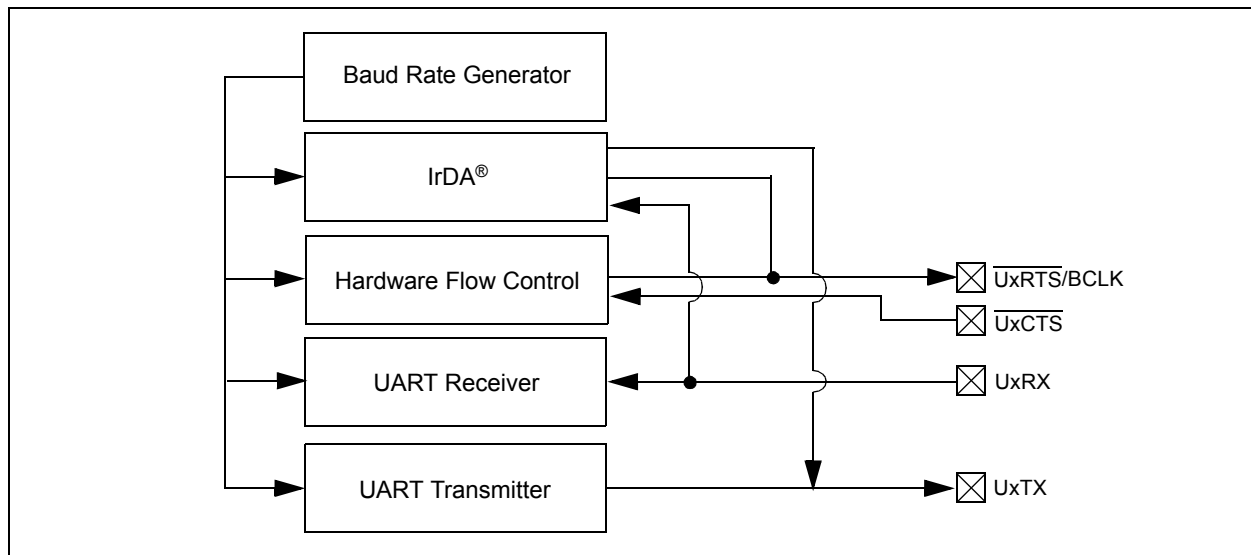 Baud Rate Generator
IrDA®
Hardware Flow Control
UxRTS/BCLK
UxCTS
UART Receiver
UxRX
UART Transmitter
UxTX